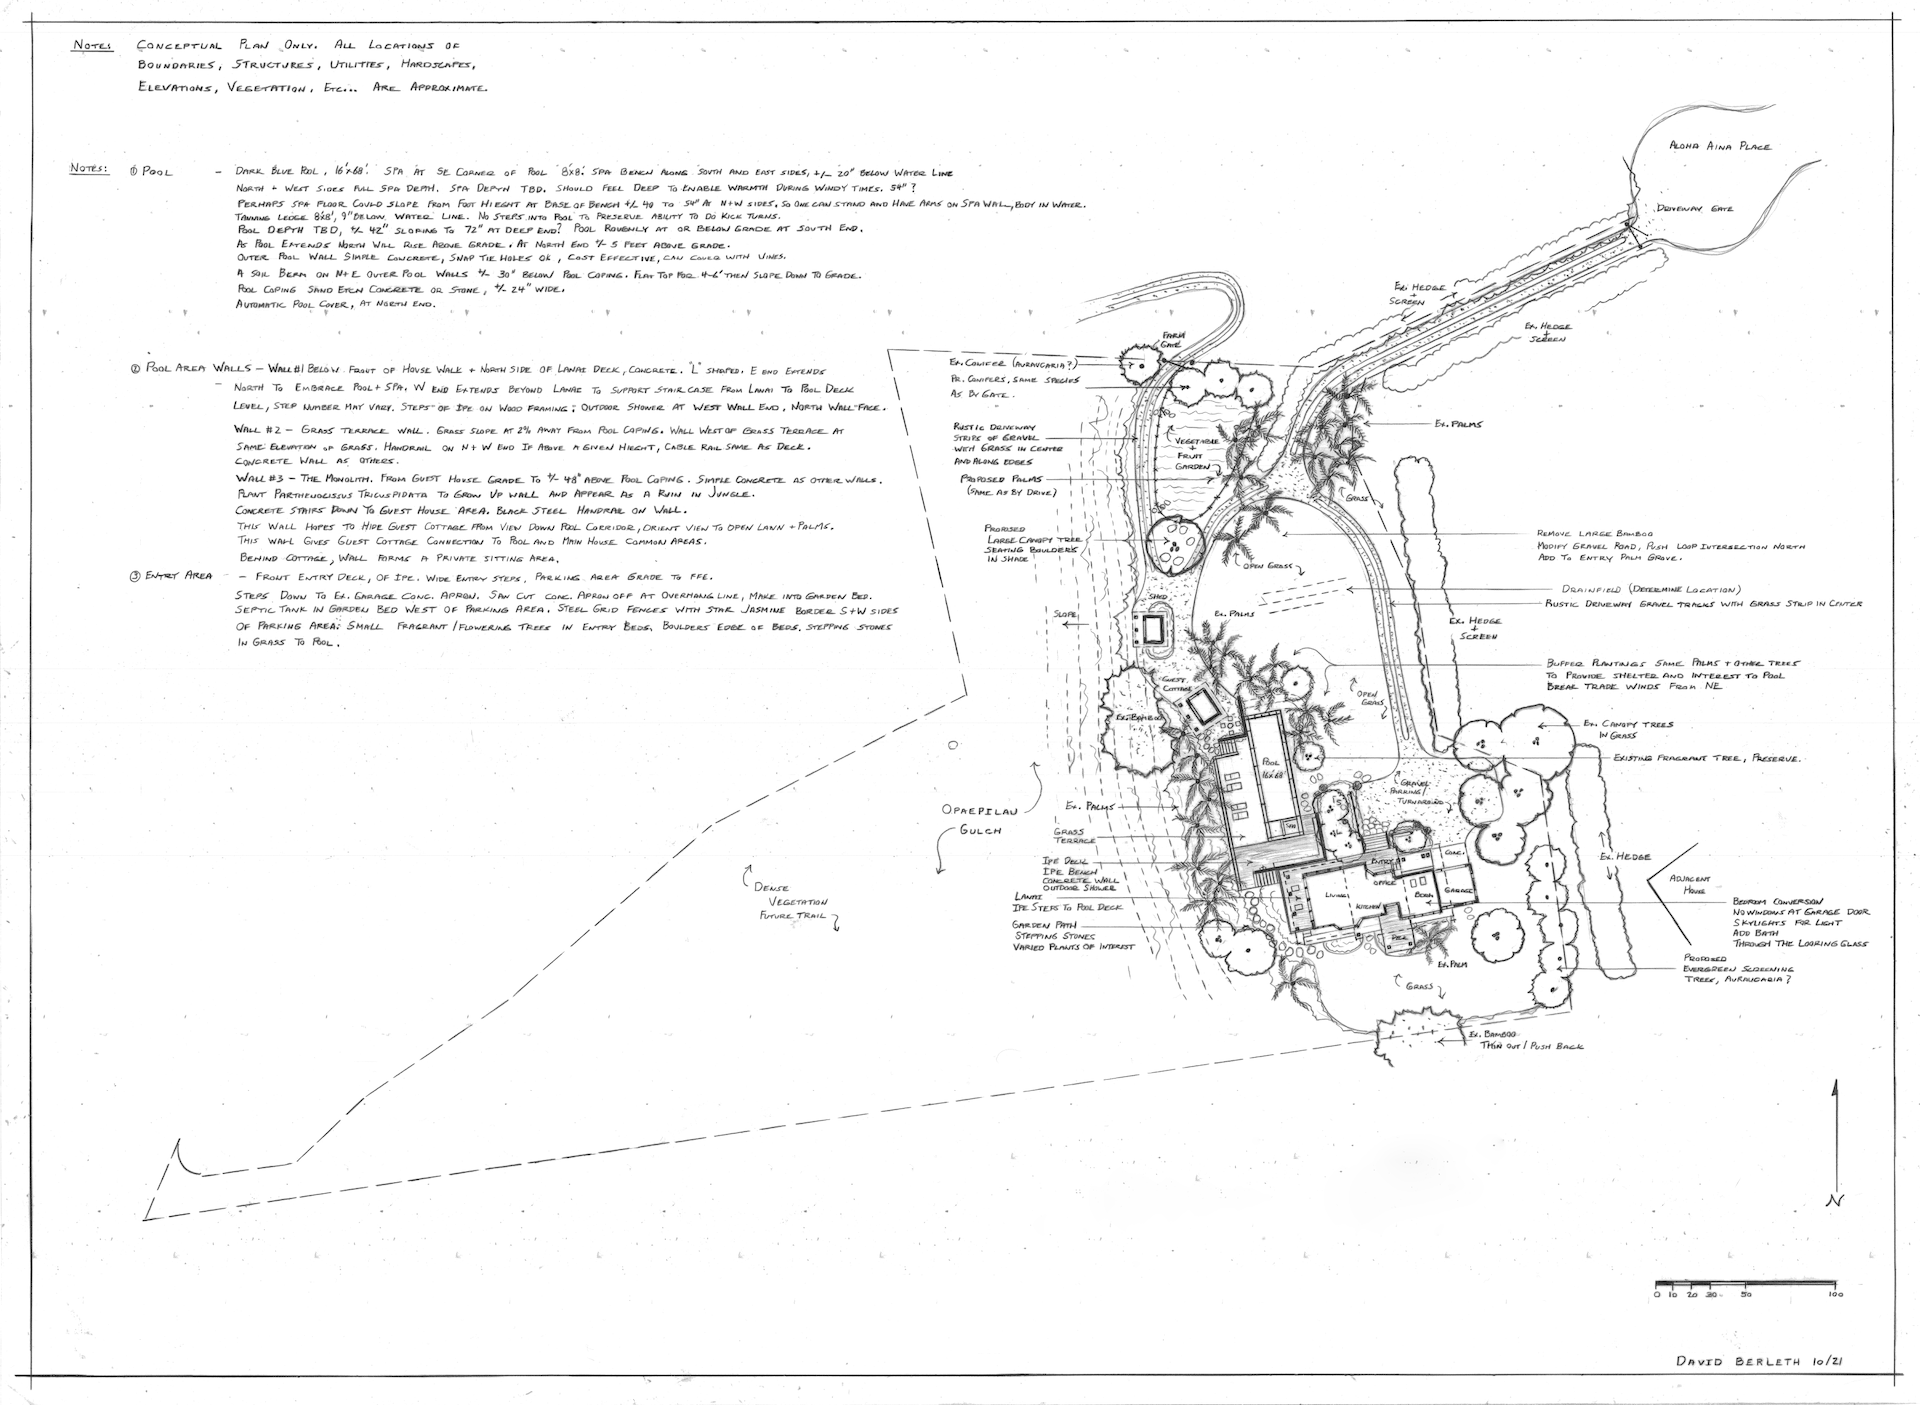 NOTES CONCEPTUAL PLAN ONLY. ALL LOCATIONS OF
BOUNDARIES, STRUCTURES, UTILITIES, HARDSCAPES,
ELEVATIONS, VEGETATION, ETC... ARE APPROXIMATE.
NOTES: ① POOL - DARK BLUE POOL, 16'x68'. SPA AT SE CORNER OF POOL 8'x8'. SPA BENCH ALONG SOUTH AND EAST SIDES, +/- 20" BELOW WATER LINE
NORTH + WEST SIDES FULL SPA DEPTH. SPA DEPTH TBD. SHOULD FEEL DEEP TO ENABLE WARMTH DURING WINDY TIMES. 54"?
PERHAPS SPA FLOOR COULD SLOPE FROM FOOT HIEGHT AT BASE OF BENCH +/- 40 TO 54" AT N+W SIDES, SO ONE CAN STAND AND HAVE ARMS ON SPA WALL, BODY IN WATER.
TANNING LEDGE 8'x8', 9" BELOW WATER LINE. NO STEPS INTO POOL TO PRESERVE ABILITY TO DO KICK TURNS.
POOL DEPTH TBD, +/- 42" SLOPING TO 72" AT DEEP END? POOL ROUGHLY AT OR BELOW GRADE AT SOUTH END.
AS POOL EXTENDS NORTH WILL RISE ABOVE GRADE. AT NORTH END +/- 5 FEET ABOVE GRADE.
OUTER POOL WALL SIMPLE CONCRETE, SNAP TIE HOLES OK, COST EFFECTIVE, CAN COVER WITH VINES.
A SOIL BERM ON N+E OUTER POOL WALLS +/- 30" BELOW POOL COPING. FLAT TOP FOR 4-6' THEN SLOPE DOWN TO GRADE.
POOL COPING SAND ETCH CONCRETE OR STONE, +/- 24" WIDE.
AUTOMATIC POOL COVER, AT NORTH END.
② POOL AREA WALLS - WALL #1 BELOW FRONT OF HOUSE WALK + NORTH SIDE OF LANAI DECK, CONCRETE. "L" SHAPED. E END EXTENDS
- NORTH TO EMBRACE POOL + SPA, W END EXTENDS BEYOND LANAI TO SUPPORT STAIRCASE FROM LANAI TO POOL DECK
LEVEL, STEP NUMBER MAY VARY. STEPS OF IPE ON WOOD FRAMING; OUTDOOR SHOWER AT WEST WALL END, NORTH WALL FACE.
WALL #2 - GRASS TERRACE WALL. GRASS SLOPE AT 2% AWAY FROM POOL COPING. WALL WEST OF GRASS TERRACE AT
SAME ELEVATION OF GRASS. HANDRAIL ON N+W END IF ABOVE A GIVEN HIEGHT, CABLE RAIL SAME AS DECK.
CONCRETE WALL AS OTHERS.
WALL #3 - THE MONOLITH. FROM GUEST HOUSE GRADE TO +/- 48" ABOVE POOL COPING. SIMPLE CONCRETE AS OTHER WALLS.
PLANT PARTHENOCISSUS TRICUSPIDATA TO GROW UP WALL AND APPEAR AS A RUIN IN JUNGLE.
CONCRETE STAIRS DOWN TO GUEST HOUSE AREA. BLACK STEEL HANDRAIL ON WALL.
THIS WALL HOPES TO HIDE GUEST COTTAGE FROM VIEW DOWN POOL CORRIDOR, ORIENT VIEW TO OPEN LAWN + PALMS.
THIS WALL GIVES GUEST COTTAGE CONNECTION TO POOL AND MAIN HOUSE COMMON AREAS.
BEHIND COTTAGE, WALL FORMS A PRIVATE SITTING AREA.
③ ENTRY AREA - FRONT ENTRY DECK, OF IPE. WIDE ENTRY STEPS. PARKING AREA GRADE TO FFE.
STEPS DOWN TO EX. GARAGE CONC. APRON. SAW CUT CONC. APRON OFF AT OVERHANG LINE, MAKE INTO GARDEN BED.
SEPTIC TANK IN GARDEN BED WEST OF PARKING AREA. STEEL GRID FENCES WITH STAR JASMINE BORDER S+W SIDES
OF PARKING AREA. SMALL FRAGRANT/FLOWERING TREES IN ENTRY BEDS, BOULDERS EDGE OF BEDS. STEPPING STONES
IN GRASS TO POOL.
ALOHA AINA PLACE
DRIVEWAY GATE
EX. HEDGE
+
SCREEN
EX. HEDGE
+
SCREEN
FARM
GATE
EX. CONIFER (AURAUCARIA?)
PR. CONIFERS, SAME SPECIES
AS BY GATE.
RUSTIC DRIVEWAY
STRIPS OF GRAVEL
WITH GRASS IN CENTER
AND ALONG EDGES
VEGETABLE
+
FRUIT
GARDEN
EX. PALMS
PROPOSED PALMS
(SAME AS BY DRIVE)
GRASS
PROPOSED
LARGE CANOPY TREE
SEATING BOULDERS
IN SHADE
REMOVE LARGE BAMBOO
MODIFY GRAVEL ROAD, PUSH LOOP INTERSECTION NORTH
ADD TO ENTRY PALM GROVE.
OPEN GRASS
DRAINFIELD (DETERMINE LOCATION)
RUSTIC DRIVEWAY GRAVEL TRACKS WITH GRASS STRIP IN CENTER
SHED
SLOPE
EX. PALMS
EX. HEDGE
+
SCREEN
BUFFER PLANTINGS SAME PALMS + OTHER TREES
TO PROVIDE SHELTER AND INTEREST TO POOL
BREAK TRADE WINDS FROM NE
GUEST
COTTAGE
OPEN
GRASS
EX. BAMBOO
EX. CANOPY TREES
IN GRASS
EXISTING FRAGRANT TREE, PRESERVE.
POOL
16x68'
GRAVEL
PARKING/
TURNAROUND
OPAEPILAU
GULCH
EX. PALMS
SPA
GRASS
TERRACE
IPE DECK
IPE BENCH
CONCRETE WALL
OUTDOOR SHOWER
LANAI
IPE STEPS TO POOL DECK
GARDEN PATH
STEPPING STONES
VARIED PLANTS OF INTEREST
ENTRY
CONC.
OFFICE
LIVING
KITCHEN
BDRM
GARAGE
EX. HEDGE
ADJACENT
HOUSE
BEDROOM CONVERSION
NO WINDOWS AT GARAGE DOOR
SKYLIGHTS FOR LIGHT
ADD BATH
THROUGH THE LOOKING GLASS
DENSE
VEGETATION
FUTURE TRAIL
DECK
EX. PALM
PROPOSED
EVERGREEN SCREENING
TREES, AURAUCARIA?
GRASS
EX. BAMBOO
THIN OUT / PUSH BACK
N
0 10 20 30 50 100
DAVID BERLETH 10/21